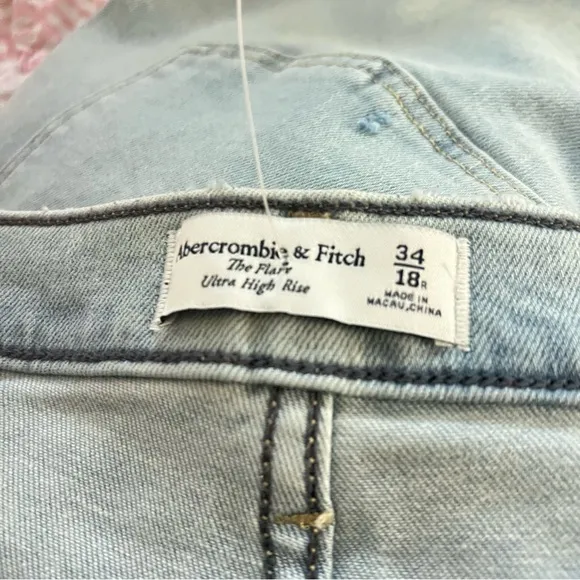 Abercrombie & Fitch
The Flare
Ultra High Rise
34
18R
MADE IN
MACAU, CHINA